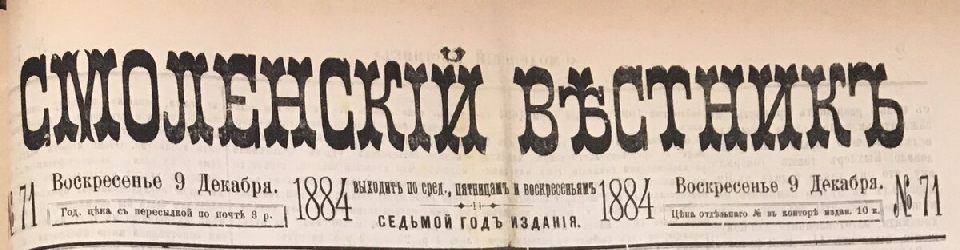 СМОЛЕНСКІЙ ВѢСТНИКЪ
№ 71 Воскресенье 9 Декабря. 1884 выходитъ по сред., пятницамъ и воскресеньямъ 1884 Воскресенье 9 Декабря. № 71
Год. цѣна съ пересылкой по почтѣ 8 р. СЕДЬМОЙ ГОДЪ ИЗДАНІЯ. Цѣна отдѣльнаго № въ конторѣ издан. 10 к.